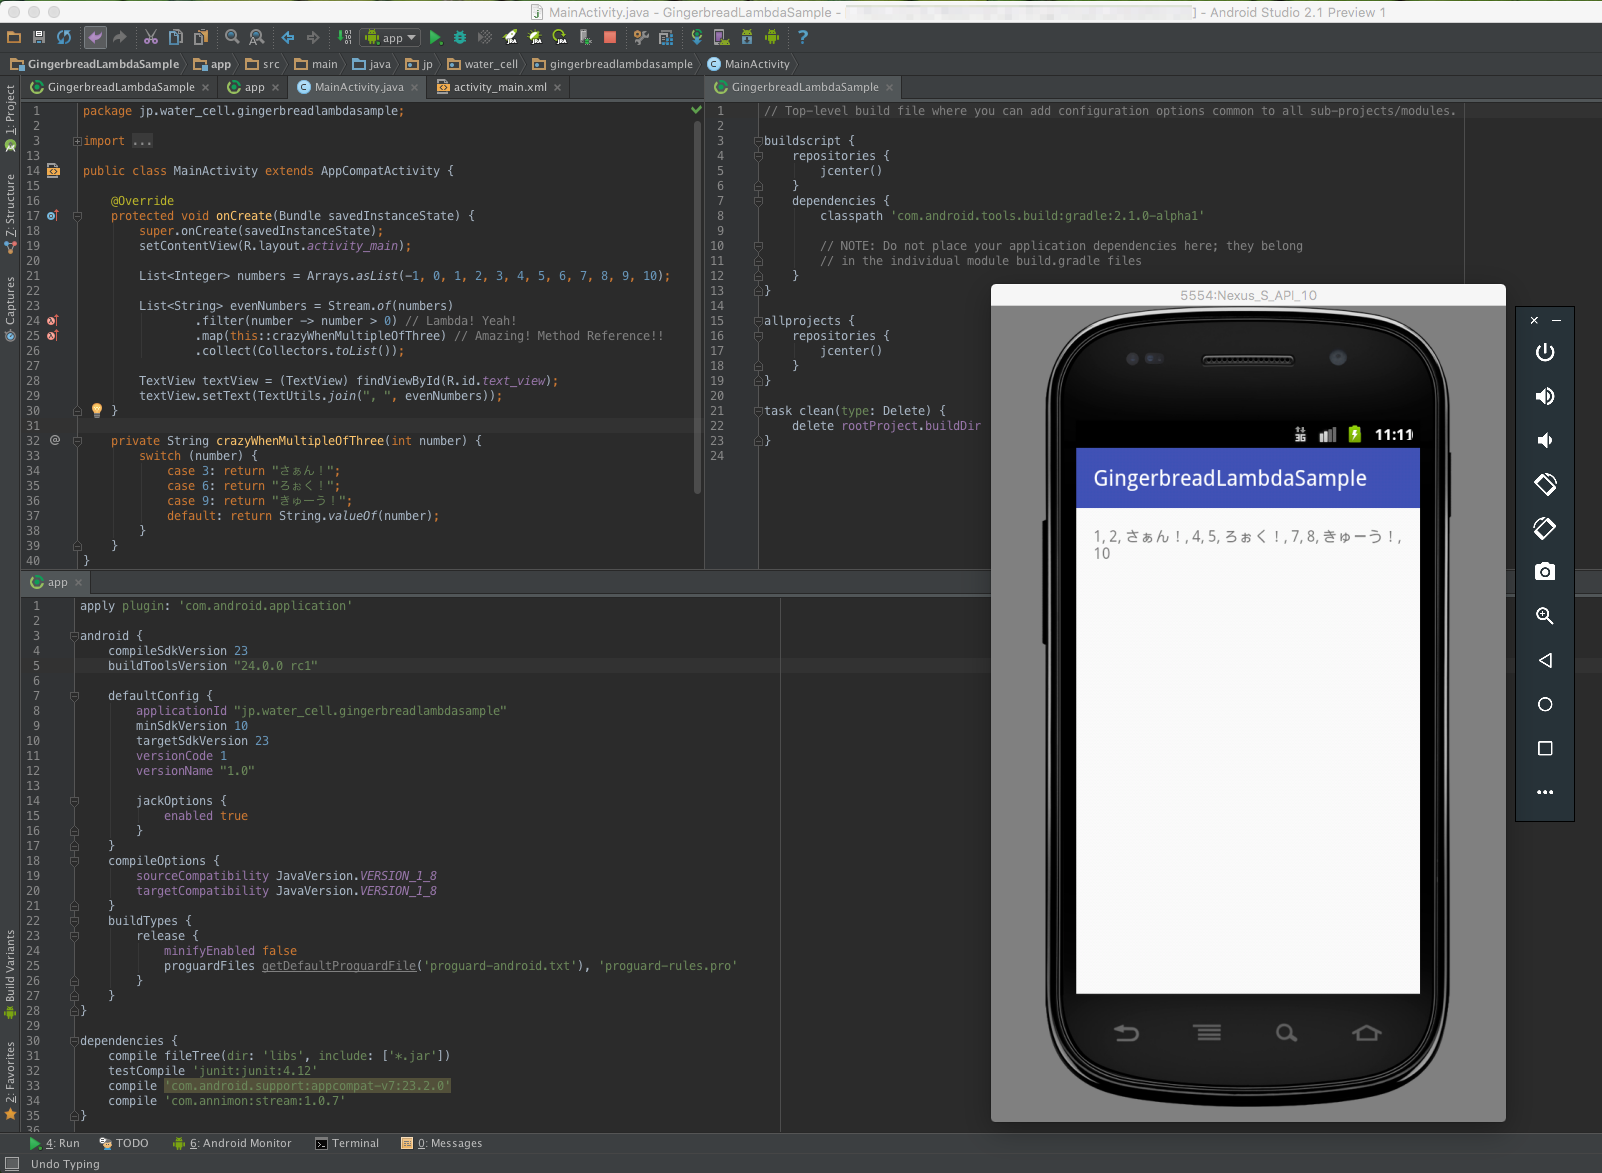 MainActivity.java - GingerbreadLambdaSample -
] - Android Studio 2.1 Preview 1
app
?
GingerbreadLambdaSample
app
src
main
java
jp
water_cell
gingerbreadlambdasample
MainActivity
GingerbreadLambdaSample
app
MainActivity.java
activity_main.xml
GingerbreadLambdaSample
1: Project
Z: Structure
Captures
Build Variants
2: Favorites
1 package jp.water_cell.gingerbreadlambdasample;
2
3 import ...
13
14 public class MainActivity extends AppCompatActivity {
15
16 @Override
17 protected void onCreate(Bundle savedInstanceState) {
18 super.onCreate(savedInstanceState);
19 setContentView(R.layout.activity_main);
20
21 List<Integer> numbers = Arrays.asList(-1, 0, 1, 2, 3, 4, 5, 6, 7, 8, 9, 10);
22
23 List<String> evenNumbers = Stream.of(numbers)
24 .filter(number -> number > 0) // Lambda! Yeah!
25 .map(this::crazyWhenMultipleOfThree) // Amazing! Method Reference!!
26 .collect(Collectors.toList());
27
28 TextView textView = (TextView) findViewById(R.id.text_view);
29 textView.setText(TextUtils.join(", ", evenNumbers));
30 }
31
32 @ private String crazyWhenMultipleOfThree(int number) {
33 switch (number) {
34 case 3: return "さぁん！";
35 case 6: return "ろぉく！";
36 case 9: return "きゅーう！";
37 default: return String.valueOf(number);
38 }
39 }
40 }
1 // Top-level build file where you can add configuration options common to all sub-projects/modules.
2
3 buildscript {
4 repositories {
5 jcenter()
6 }
7 dependencies {
8 classpath 'com.android.tools.build:gradle:2.1.0-alpha1'
9
10 // NOTE: Do not place your application dependencies here; they belong
11 // in the individual module build.gradle files
12 }
13 }
14
15 allprojects {
16 repositories {
17 jcenter()
18 }
19 }
20
21 task clean(type: Delete) {
22 delete rootProject.buildDir
23 }
24
app
1 apply plugin: 'com.android.application'
2
3 android {
4 compileSdkVersion 23
5 buildToolsVersion "24.0.0 rc1"
6
7 defaultConfig {
8 applicationId "jp.water_cell.gingerbreadlambdasample"
9 minSdkVersion 10
10 targetSdkVersion 23
11 versionCode 1
12 versionName "1.0"
13
14 jackOptions {
15 enabled true
16 }
17 }
18 compileOptions {
19 sourceCompatibility JavaVersion.VERSION_1_8
20 targetCompatibility JavaVersion.VERSION_1_8
21 }
22 buildTypes {
23 release {
24 minifyEnabled false
25 proguardFiles getDefaultProguardFile('proguard-android.txt'), 'proguard-rules.pro'
26 }
27 }
28 }
29
30 dependencies {
31 compile fileTree(dir: 'libs', include: ['*.jar'])
32 testCompile 'junit:junit:4.12'
33 compile 'com.android.support:appcompat-v7:23.2.0'
34 compile 'com.annimon:stream:1.0.7'
35 }
36
5554:Nexus_S_API_10
3G 11:11
GingerbreadLambdaSample
1, 2, さぁん！, 4, 5, ろぉく！, 7, 8, きゅーう！,
10
4: Run
TODO
6: Android Monitor
Terminal
0: Messages
Undo Typing